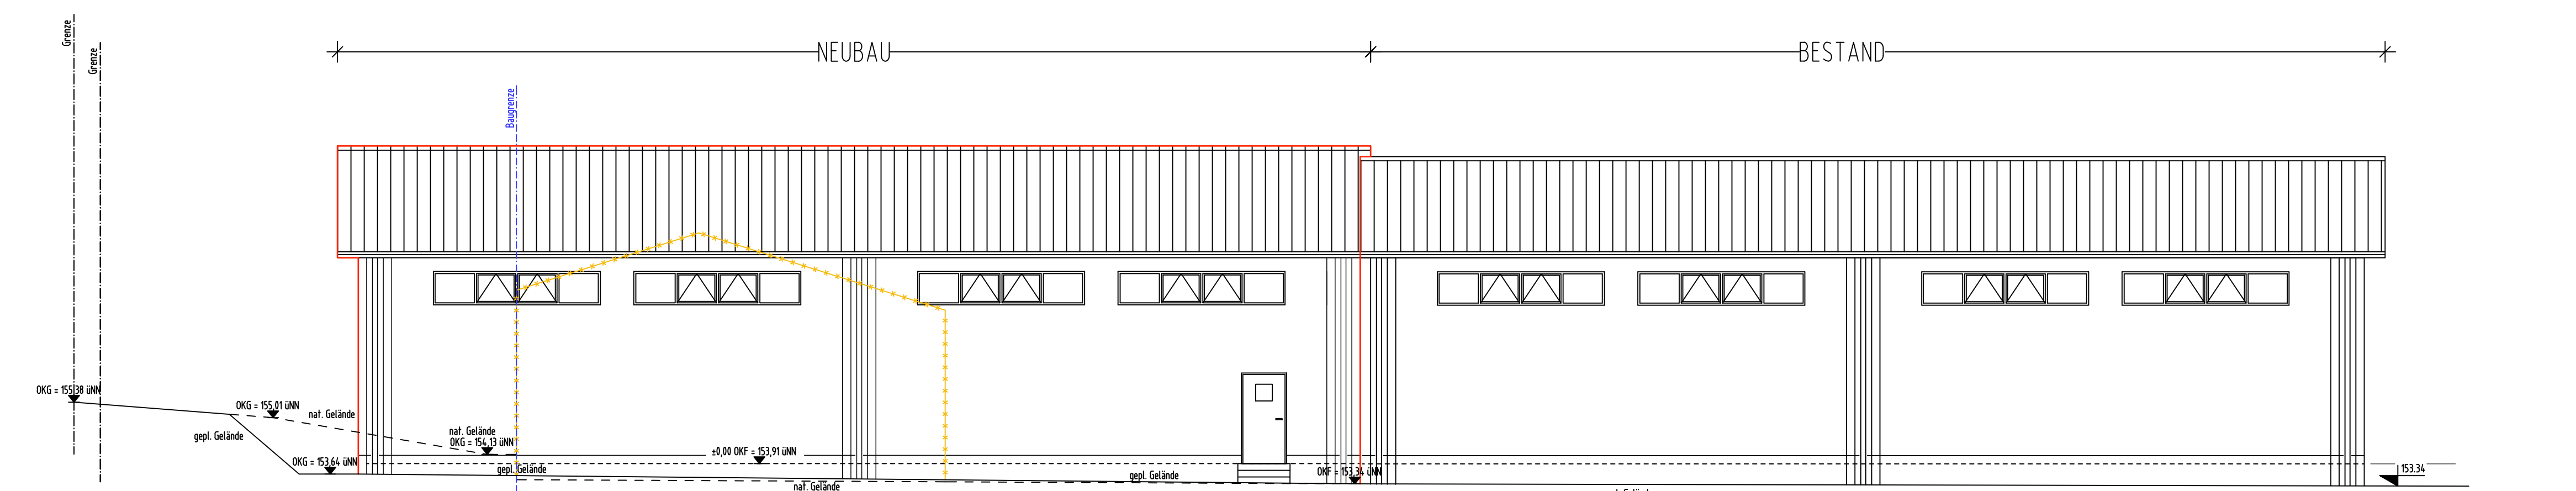 Grenze
Grenze
NEUBAU
BESTAND
Baugrenze
OKG = 155,38 üNN
OKG = 155,01 üNN
nat. Gelände
gepl. Gelände
nat. Gelände
OKG = 154,13 üNN
OKG = 153,64 üNN
±0,00 OKF = 153,91 üNN
gepl. Gelände
nat. Gelände
gepl. Gelände
OKF = 153,34 üNN
153.34